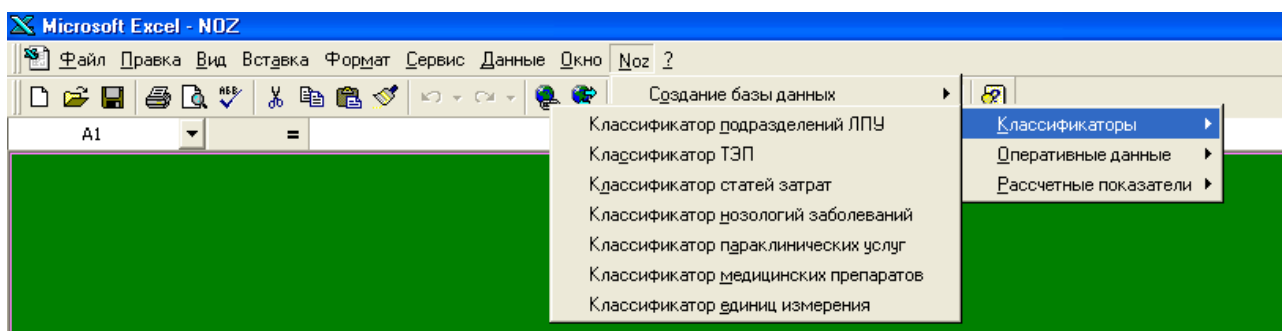 Microsoft Excel - NOZ
Файл Правка Вид Вставка Формат Сервис Данные Окно Noz ?
Создание базы данных
A1 =
Классификатор подразделений ЛПУ
Классификатор ТЭП
Классификатор статей затрат
Классификатор нозологий заболеваний
Классификатор параклинических услуг
Классификатор медицинских препаратов
Классификатор единиц измерения
Классификаторы
Оперативные данные
Рассчетные показатели